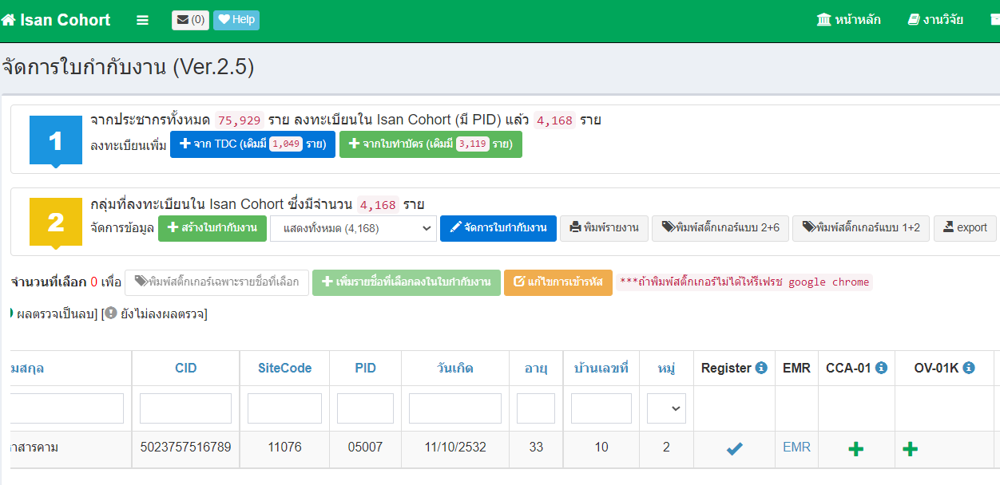 Isan Cohort (0) Help หน้าหลัก งานวิจัย
จัดการใบกำกับงาน (Ver.2.5)
1 จากประชากรทั้งหมด 75,929 ราย ลงทะเบียนใน Isan Cohort (มี PID) แล้ว 4,168 ราย
ลงทะเบียนเพิ่ม จาก TDC (เดิมมี 1,049 ราย) จากใบทำบัตร (เดิมมี 3,119 ราย)
2 กลุ่มที่ลงทะเบียนใน Isan Cohort ซึ่งมีจำนวน 4,168 ราย
จัดการข้อมูล สร้างใบกำกับงาน แสดงทั้งหมด (4,168) จัดการใบกำกับงาน พิมพ์รายงาน พิมพ์สติ๊กเกอร์แบบ 2+6 พิมพ์สติ๊กเกอร์แบบ 1+2 export
จำนวนที่เลือก 0 เพื่อ พิมพ์สติ๊กเกอร์เฉพาะรายชื่อที่เลือก เพิ่มรายชื่อที่เลือกลงในใบกำกับงาน แก้ไขการเข้ารหัส ***ถ้าพิมพ์สติ๊กเกอร์ไม่ได้ให้รีเฟรช google chrome
ผลตรวจเป็นลบ] [ ยังไม่ลงผลตรวจ]
มสกุล CID SiteCode PID วันเกิด อายุ บ้านเลขที่ หมู่ Register EMR CCA-01 OV-01K
าสารคาม 5023757516789 11076 05007 11/10/2532 33 10 2 EMR